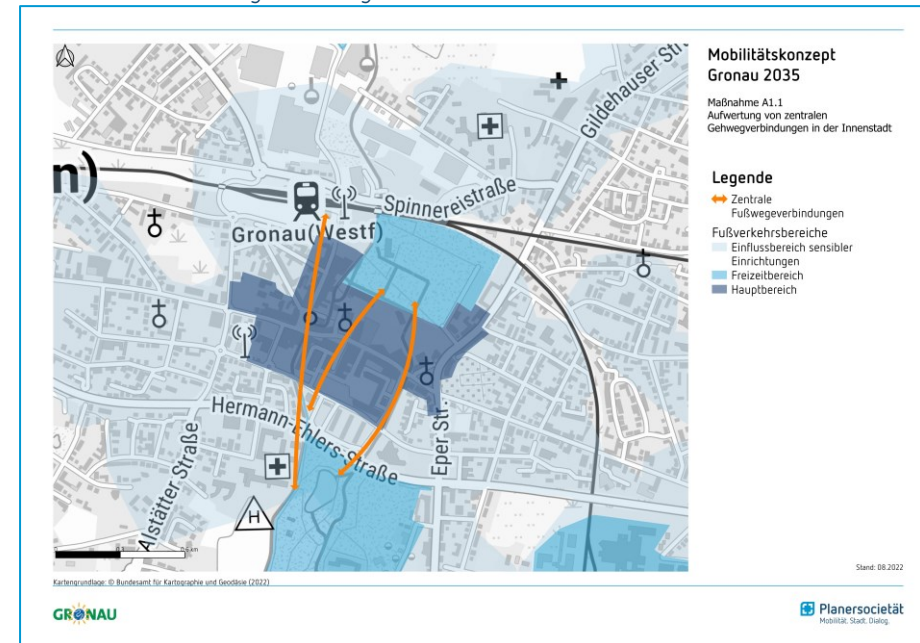 Mobilitätskonzept
Gronau 2035
Maßnahme A1.1
Aufwertung von zentralen
Gehwegverbindungen in der Innenstadt
Legende
Zentrale
Fußwegeverbindungen
Fußverkehrsbereiche
Einflussbereich sensibler
Einrichtungen
Freizeitbereich
Hauptbereich
n)
Gildehauser Str.
Spinnereistraße
Gronau(Westf)
Hermann-Ehlers-Straße
Eper Str.
Alstätter Straße
H
Stand: 08.2022
Kartengrundlage: © Bundesamt für Kartographie und Geodäsie (2022)
GRONAU
Planersocietät
Mobilität. Stadt. Dialog.